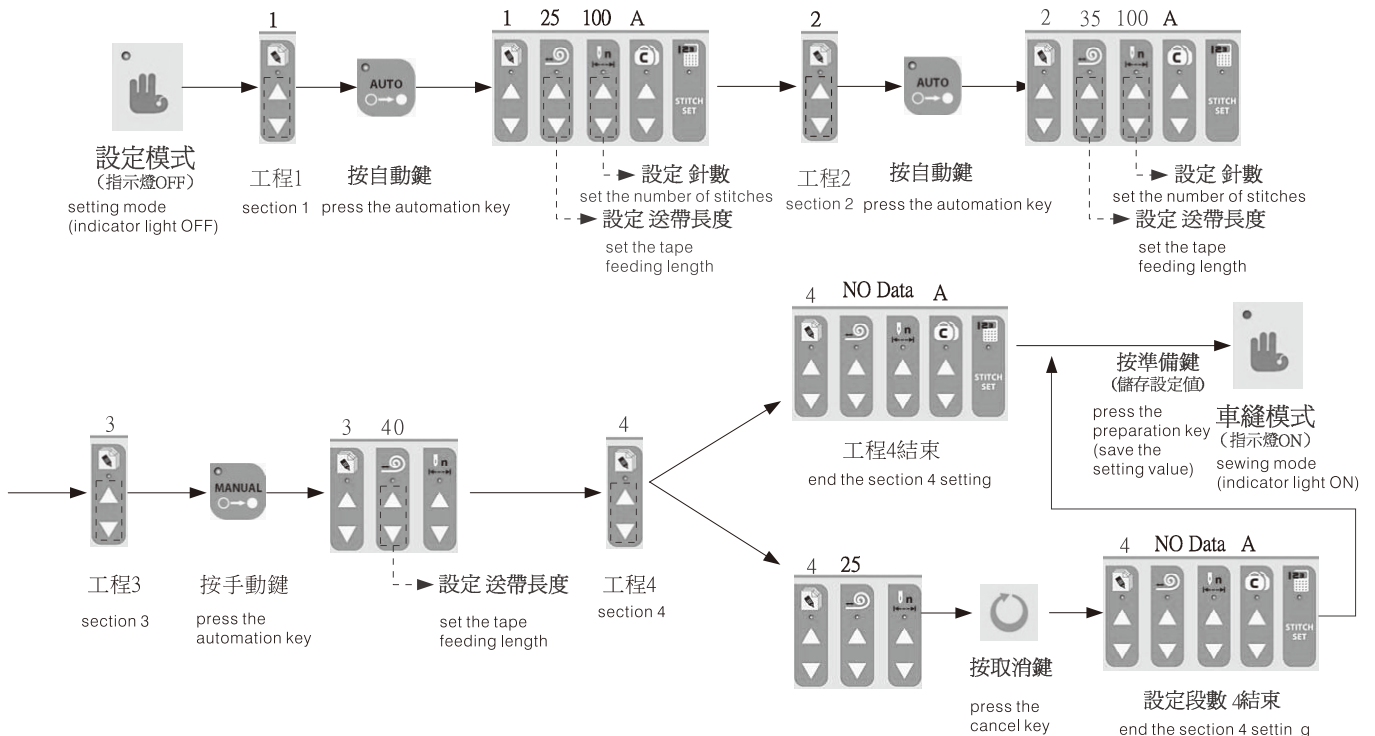 1
1 25 100 A
2
2 35 100 A
AUTO
STITCH
SET
AUTO
STITCH
SET
設定模式
(指示燈OFF)
setting mode
(indicator light OFF)
工程1
section 1
按自動鍵
press the automation key
設定 針數
set the number of stitches
設定 送帶長度
set the tape
feeding length
工程2
section 2
按自動鍵
press the automation key
設定 針數
set the number of stitches
設定 送帶長度
set the tape
feeding length
3
MANUAL
3 40
n
4
工程3
section 3
按手動鍵
press the
automation key
設定 送帶長度
set the tape
feeding length
工程4
section 4
4 NO Data A
n
C
STITCH
SET
工程4結束
end the section 4 setting
按準備鍵
(儲存設定值)
press the
preparation key
(save the
setting value)
車縫模式
(指示燈ON)
sewing mode
(indicator light ON)
4 25
n
按取消鍵
press the
cancel key
4 NO Data A
n
C
STITCH
SET
設定段數 4結束
end the section 4 settin g